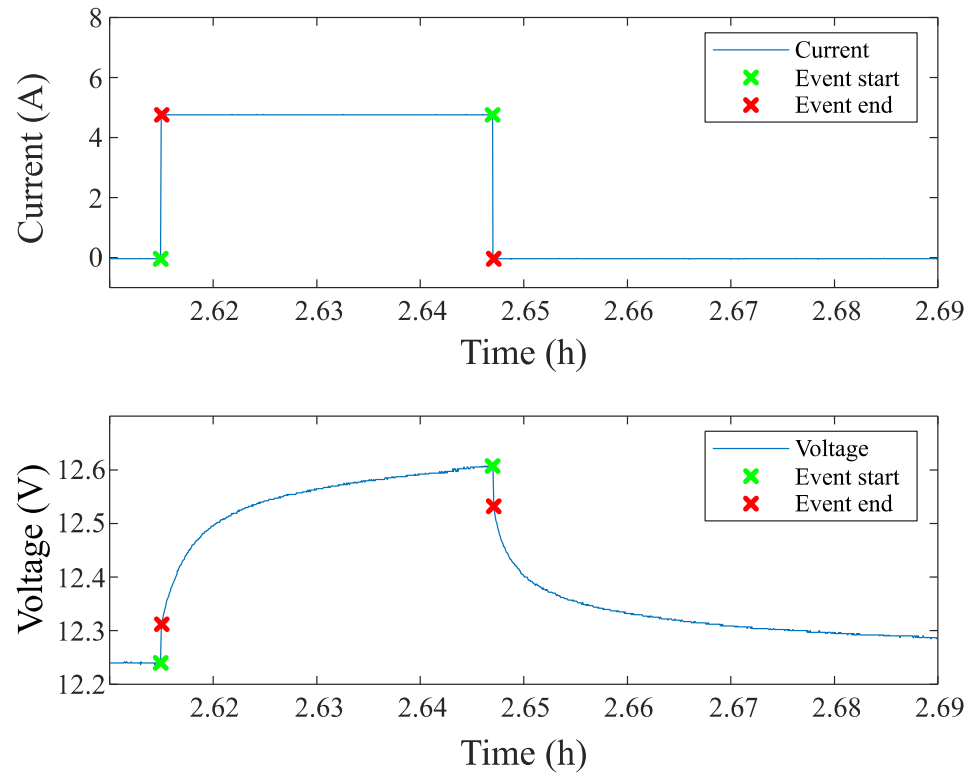 8
6
4
2
0
Current (A)
Current
Event start
Event end
2.62 2.63 2.64 2.65 2.66 2.67 2.68 2.69
Time (h)
12.6
12.5
12.4
12.3
12.2
Voltage (V)
Voltage
Event start
Event end
2.62 2.63 2.64 2.65 2.66 2.67 2.68 2.69
Time (h)